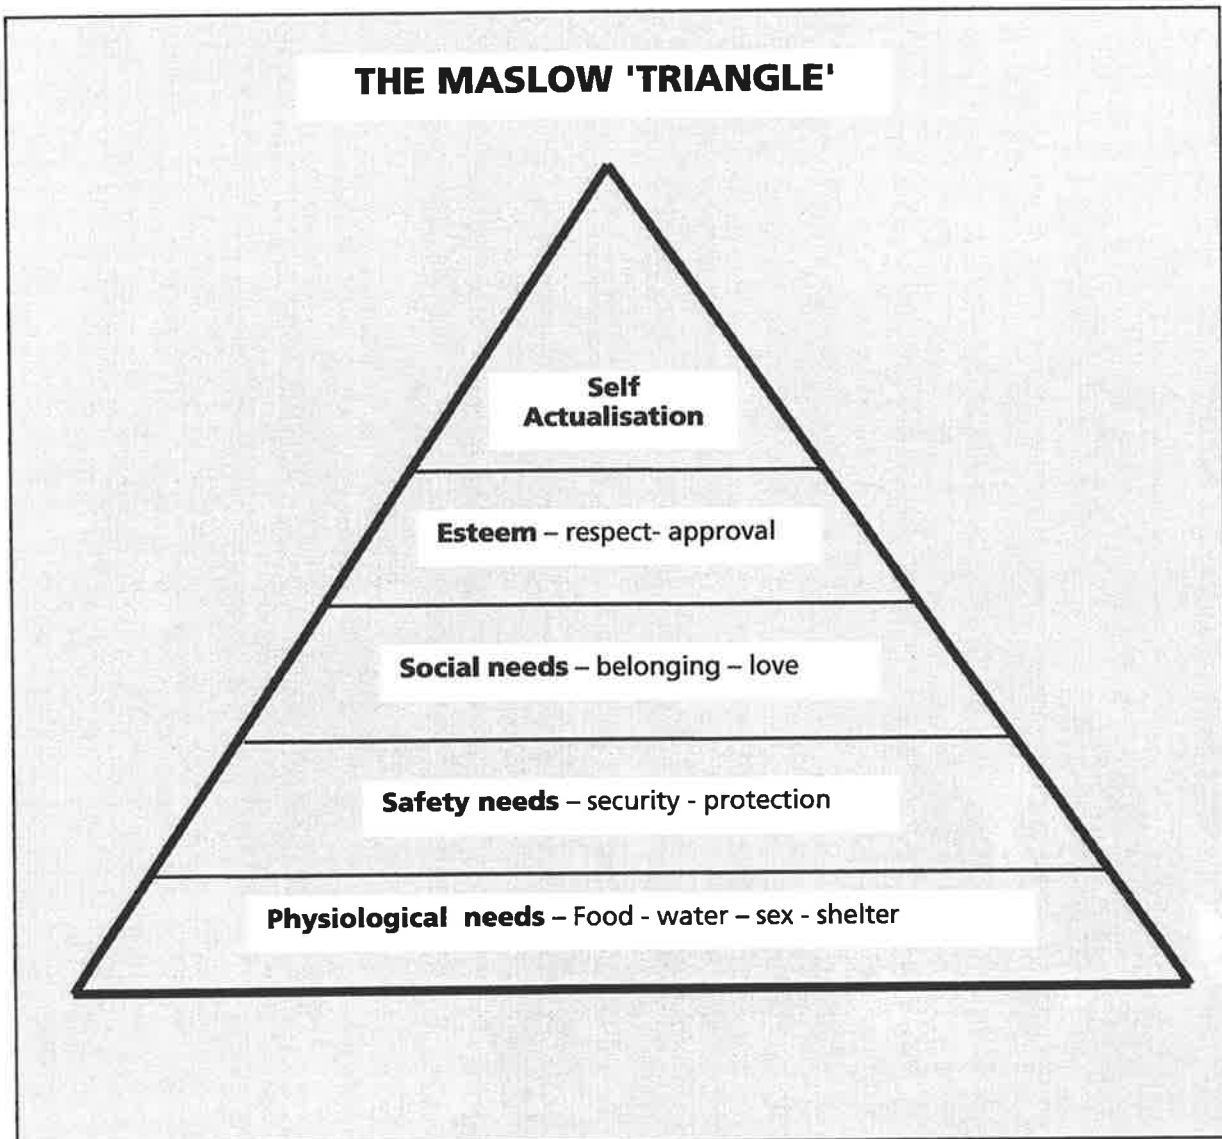 THE MASLOW 'TRIANGLE'
Self
Actualisation
Esteem – respect- approval
Social needs – belonging – love
Safety needs – security - protection
Physiological needs – Food - water – sex - shelter